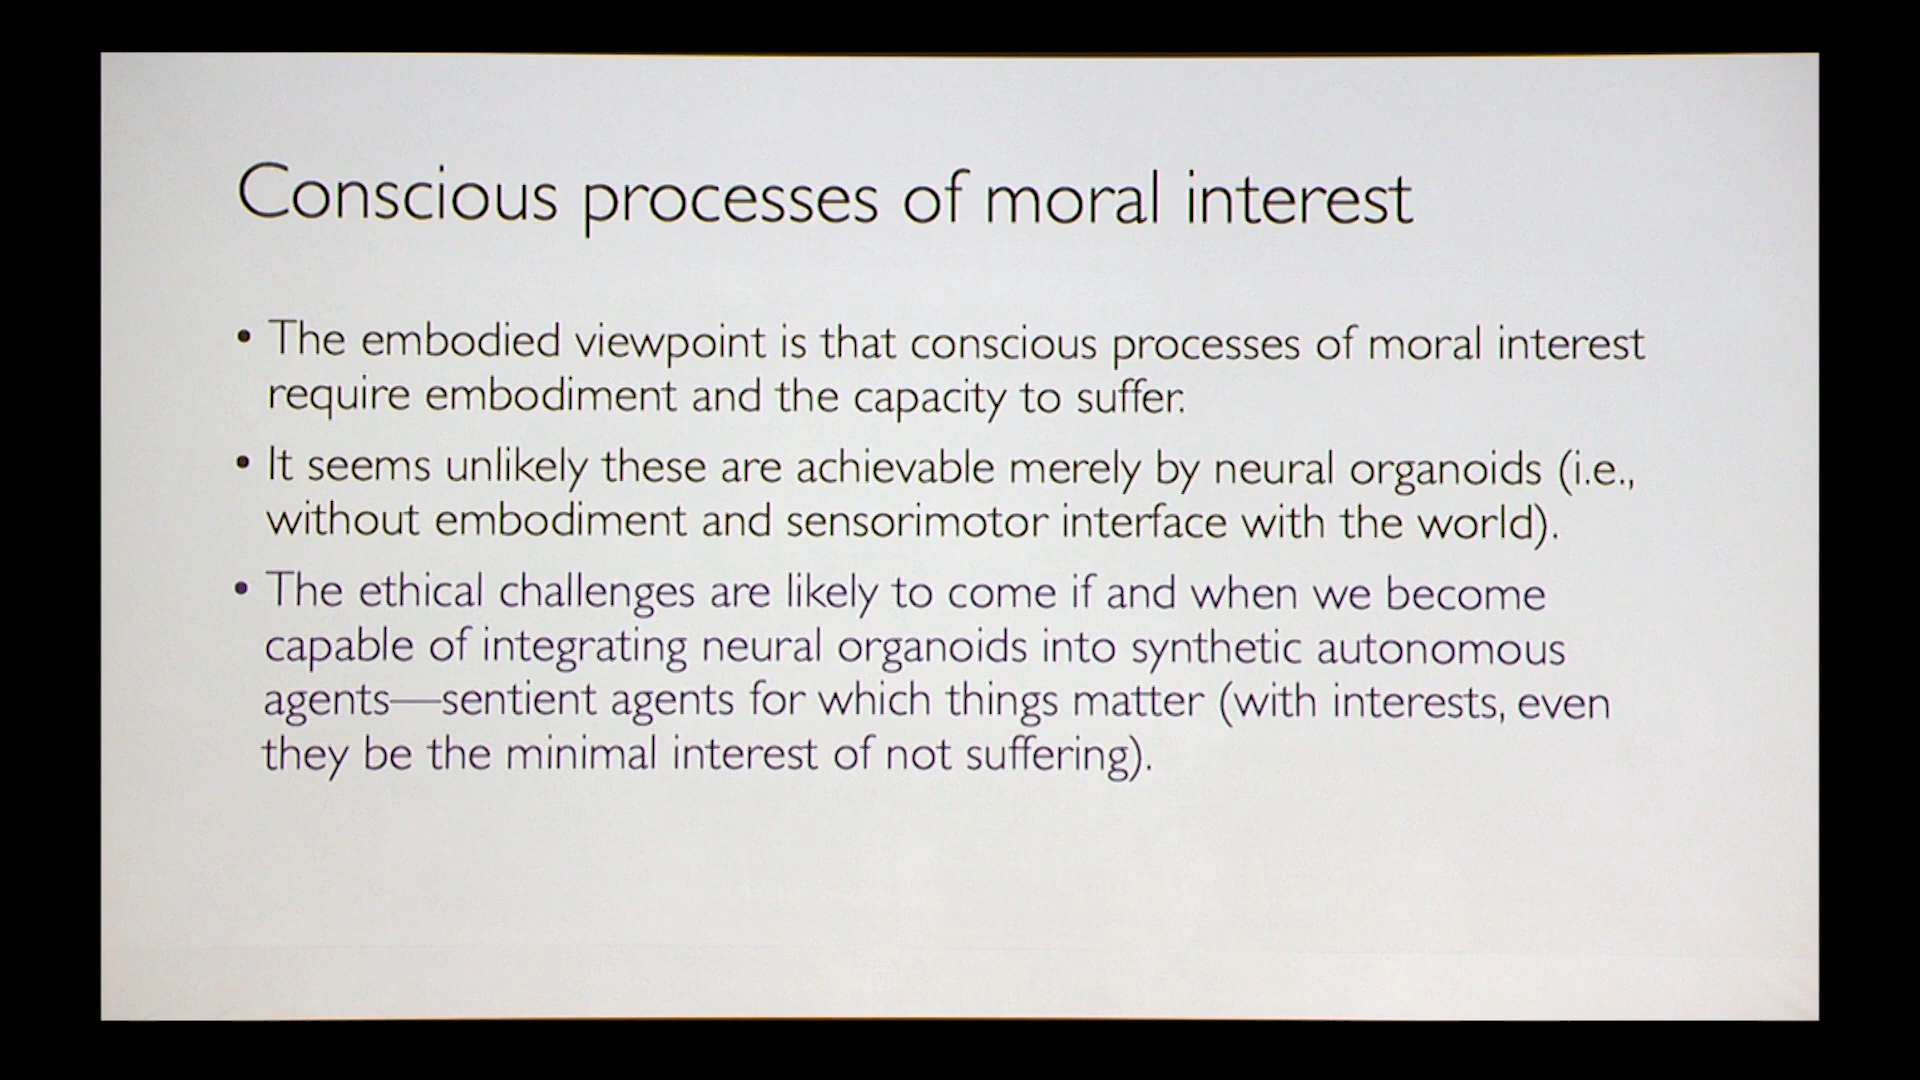 Conscious processes of moral interest
• The embodied viewpoint is that conscious processes of moral interest
require embodiment and the capacity to suffer.
• It seems unlikely these are achievable merely by neural organoids (i.e.,
without embodiment and sensorimotor interface with the world).
• The ethical challenges are likely to come if and when we become
capable of integrating neural organoids into synthetic autonomous
agents—sentient agents for which things matter (with interests, even
they be the minimal interest of not suffering).